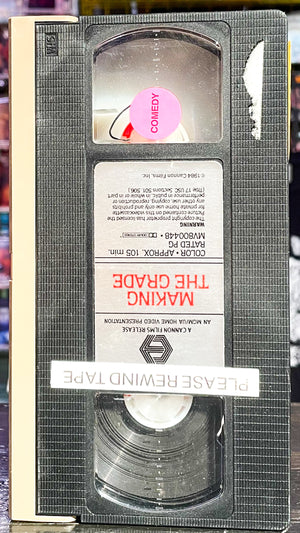 PLEASE REWIND TAPE
A CANNON FILMS RELEASE
AN MGM/UA HOME VIDEO PRESENTATION
MAKING
THE GRADE
COLOR • APPROX. 105 min.
RATED PG
MV800448 •
WARNING
The copyright proprietor has licensed the
Picture contained on this videocassette
for private home use only and prohibits
any other use, copying, or reproduction or
performance in public, in whole or in part
(Title 17 USC Sections 501 506).
©1984 Cannon Films, Inc.
COMEDY
VHS